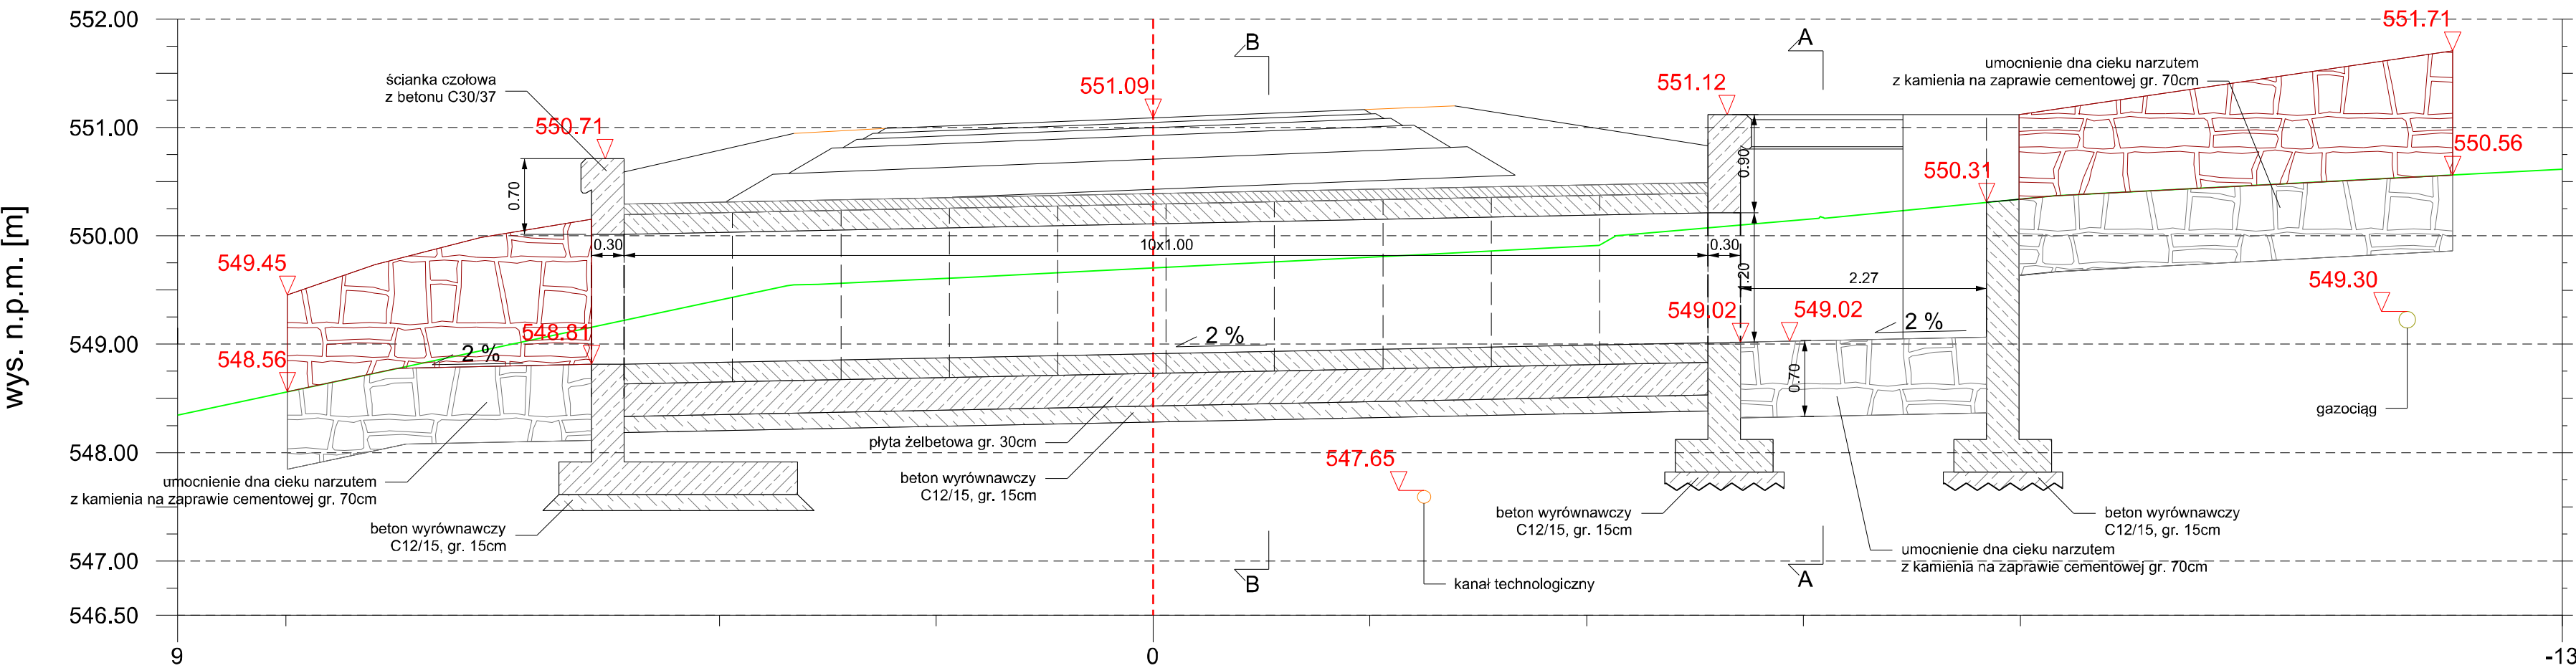 552.00
551.71
B
A
umocnienie dna cieku narzutem
z kamienia na zaprawie cementowej gr. 70cm
ścianka czołowa
z betonu C30/37
551.09
551.12
551.00
550.71
550.56
0.90
550.31
0.70
wys. n.p.m. [m]
550.00
0.30
10x1.00
0.30
549.45
.20
2.27
549.30
549.02
549.02
2 %
2 %
548.81
549.00
2 %
548.56
0.70
gazociąg
płyta żelbetowa gr. 30cm
548.00
547.65
umocnienie dna cieku narzutem
z kamienia na zaprawie cementowej gr. 70cm
beton wyrównawczy
C12/15, gr. 15cm
beton wyrównawczy
C12/15, gr. 15cm
beton wyrównawczy
C12/15, gr. 15cm
beton wyrównawczy
C12/15, gr. 15cm
umocnienie dna cieku narzutem
z kamienia na zaprawie cementowej gr. 70cm
547.00
B
kanał technologiczny
A
546.50
9
0
-13